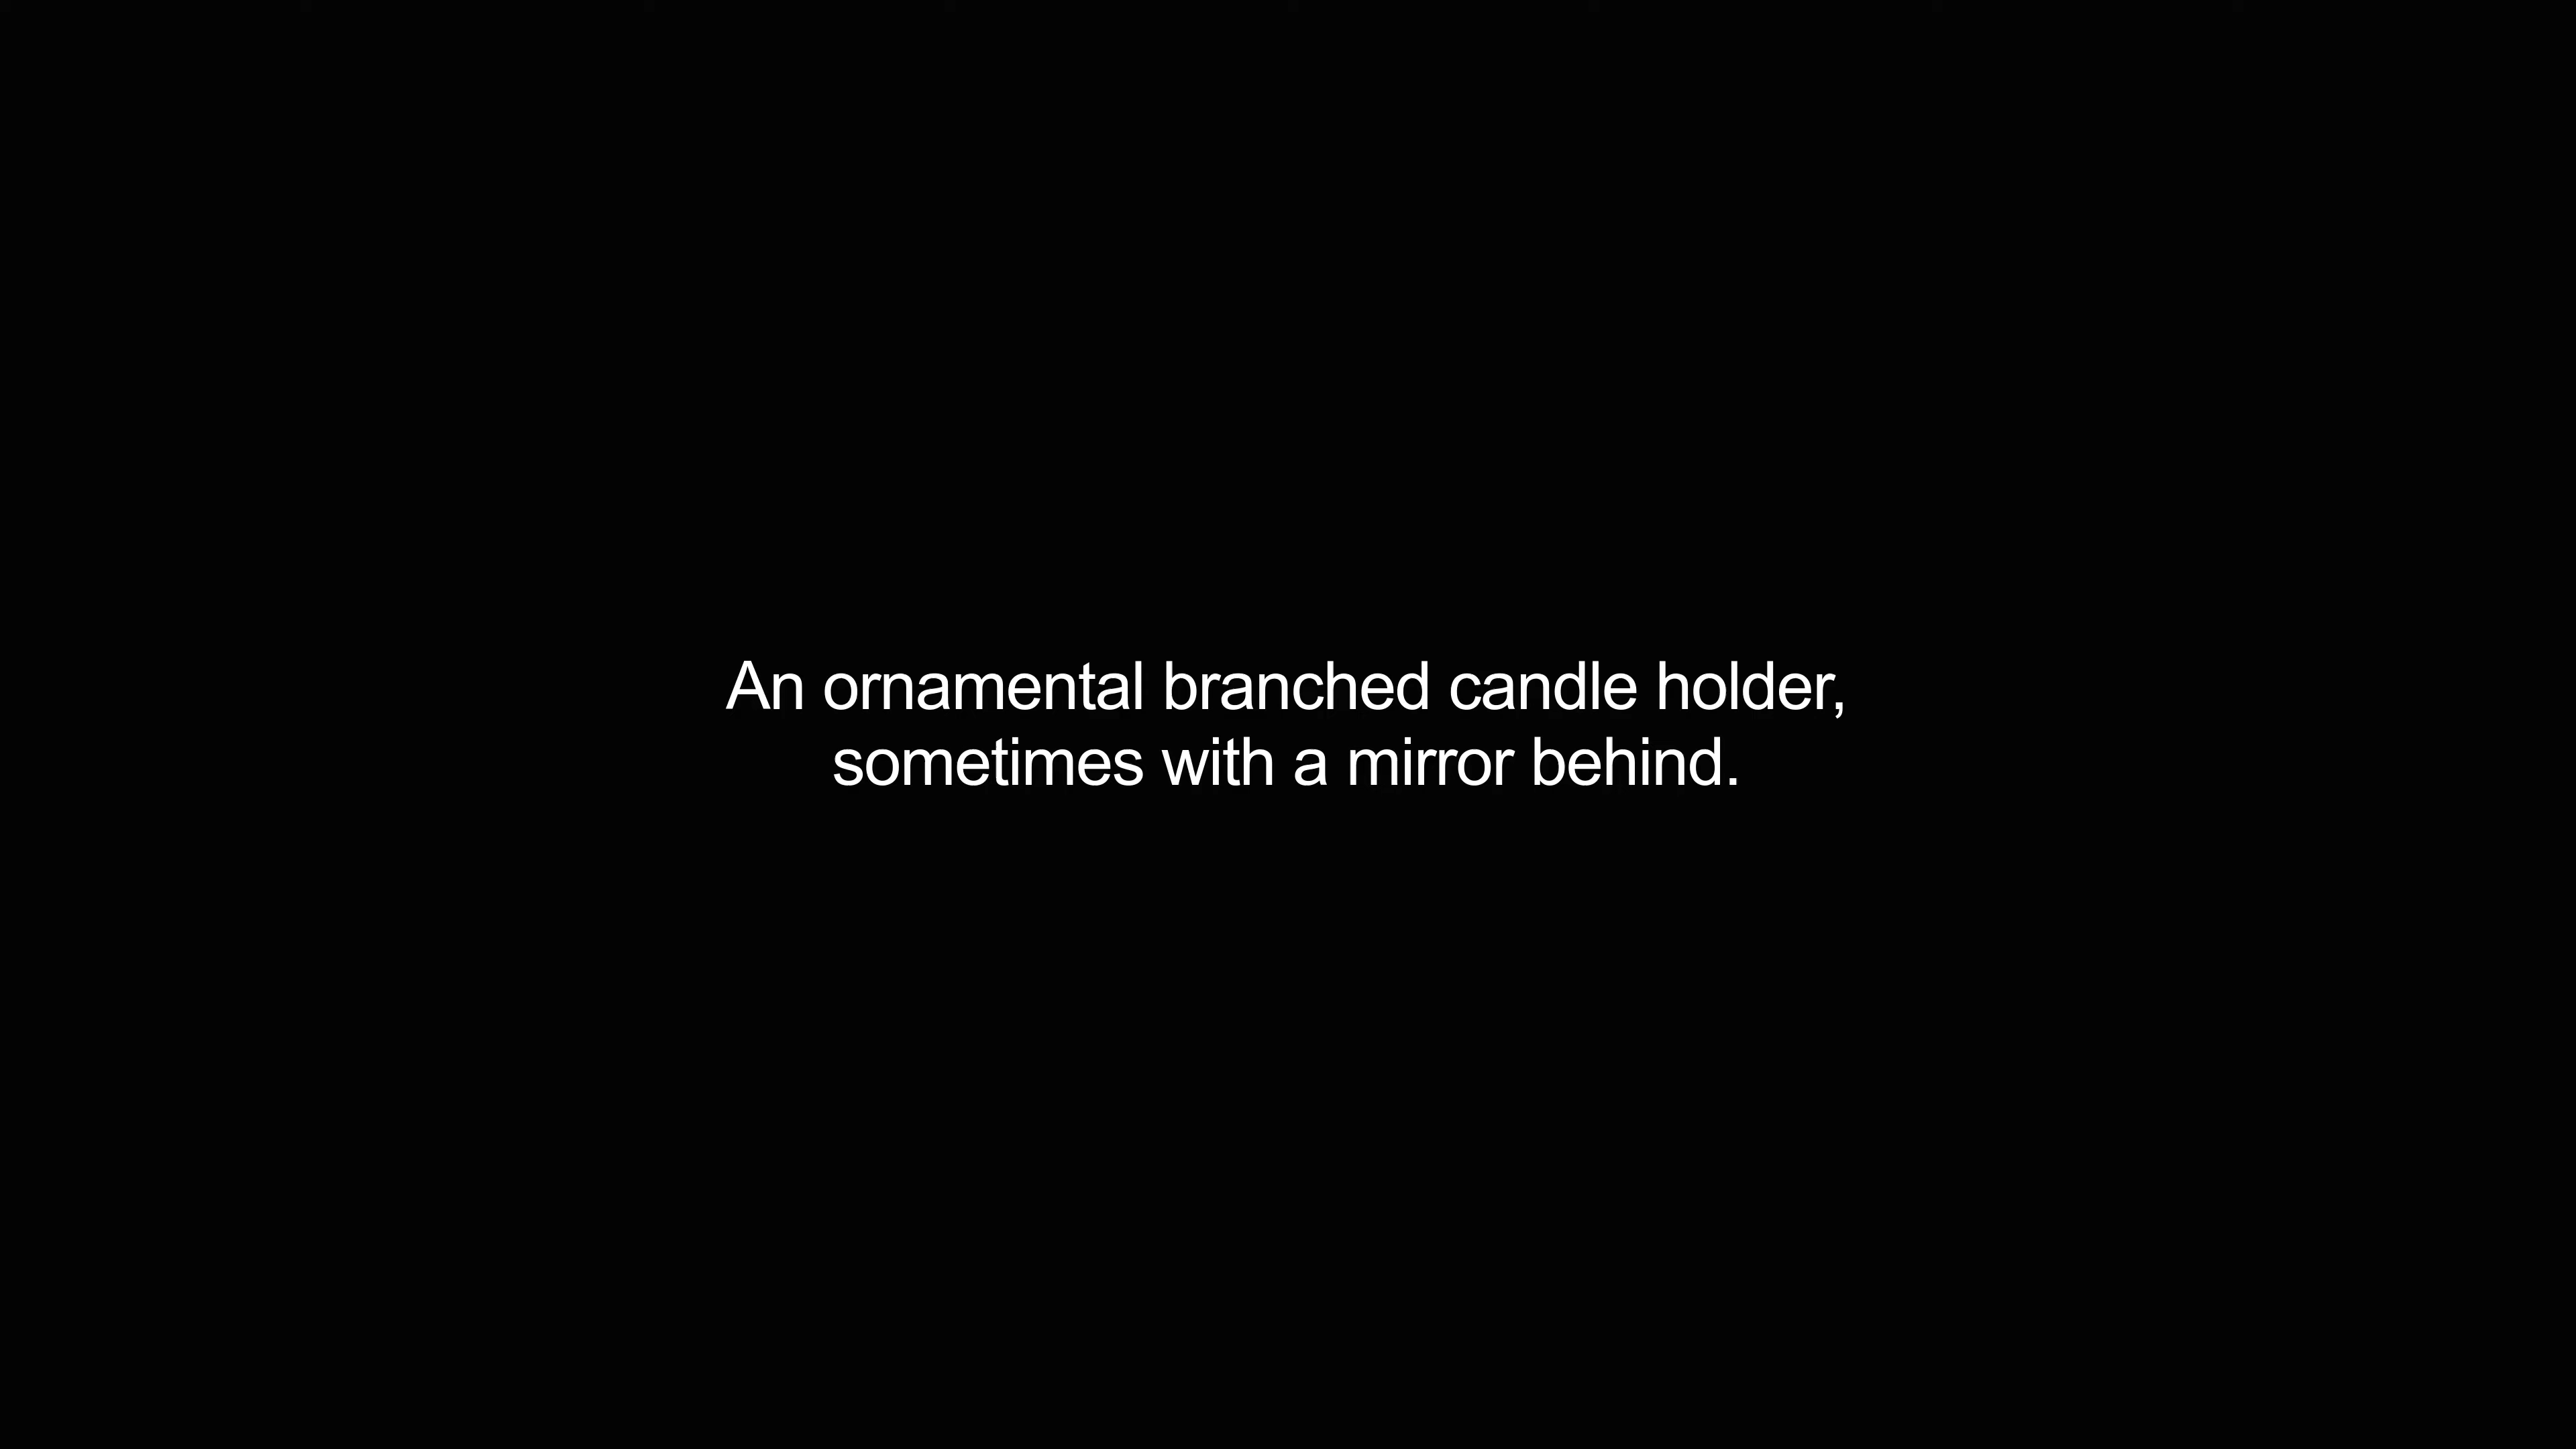 An ornamental branched candle holder,
sometimes with a mirror behind.